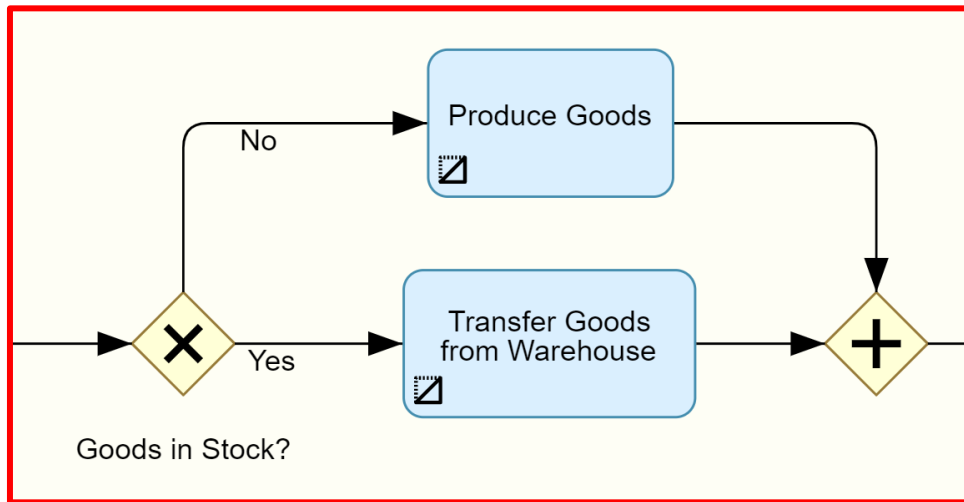 Produce Goods
No
Transfer Goods
from Warehouse
Yes
Goods in Stock?